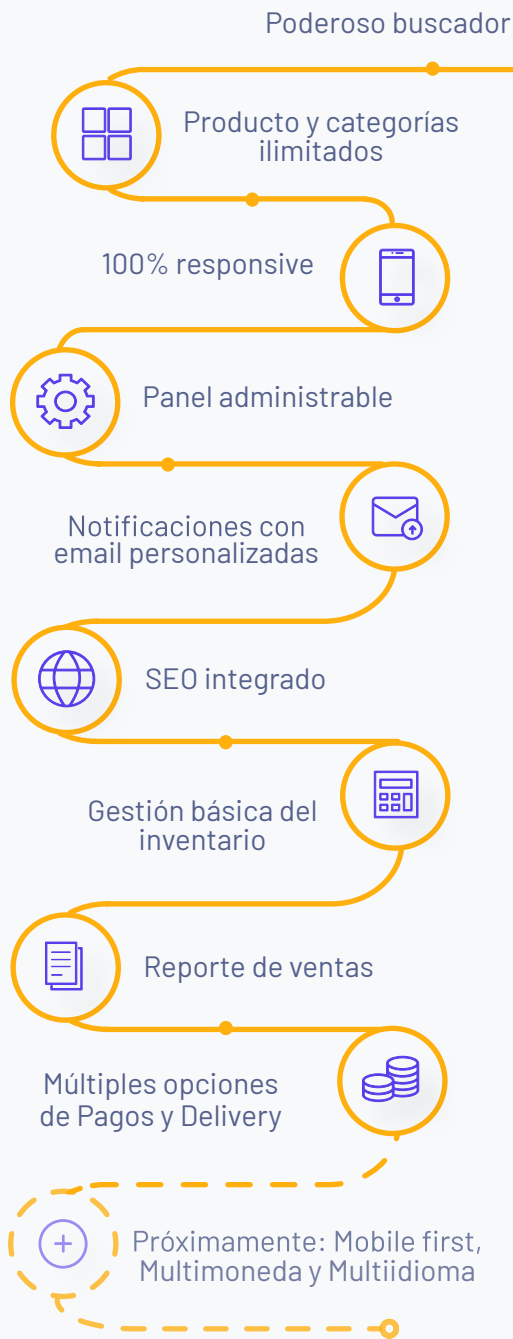 Poderoso buscador
Producto y categorías
ilimitados
100% responsive
Panel administrable
Notificaciones con
email personalizadas
SEO integrado
Gestión básica del
inventario
Reporte de ventas
Múltiples opciones
de Pagos y Delivery
Próximamente: Mobile first,
Multimoneda y Multiidioma